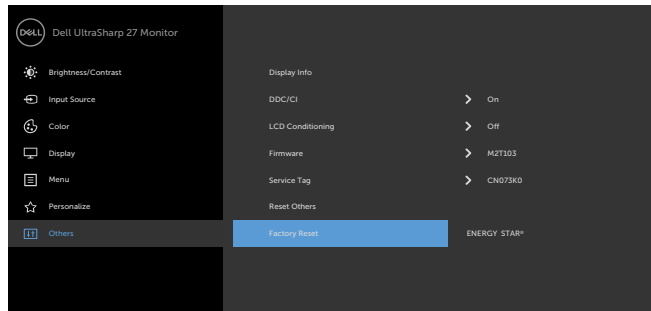 DELL Dell UltraSharp 27 Monitor
Brightness/Contrast
Input Source
Color
Display
Menu
Personalize
Others
Display Info
DDC/CI On
LCD Conditioning Off
Firmware M2T103
Service Tag CN073K0
Reset Others
Factory Reset ENERGY STAR®